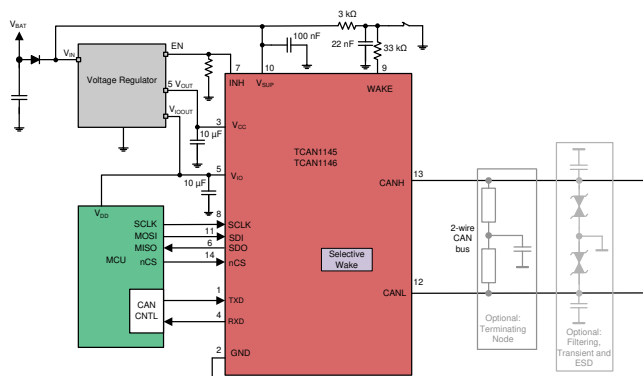 3 kΩ
VBAT
100 nF
22 nF
33 kΩ
VIN
EN
Voltage Regulator
5 VOUT
VIOOUT
7
10
9
INH
VSUP
WAKE
3
VCC
10 µF
TCAN1145
TCAN1146
5
VIO
10 µF
CANH
13
VDD
MCU
SCLK
8
SCLK
MOSI
11
SDI
MISO
6
SDO
nCS
14
nCS
Selective
Wake
2-wire
CAN
bus
CAN
CNTL
1
TXD
4
RXD
CANL
12
2
GND
Optional:
Terminating
Node
Optional:
Filtering,
Transient and
ESD